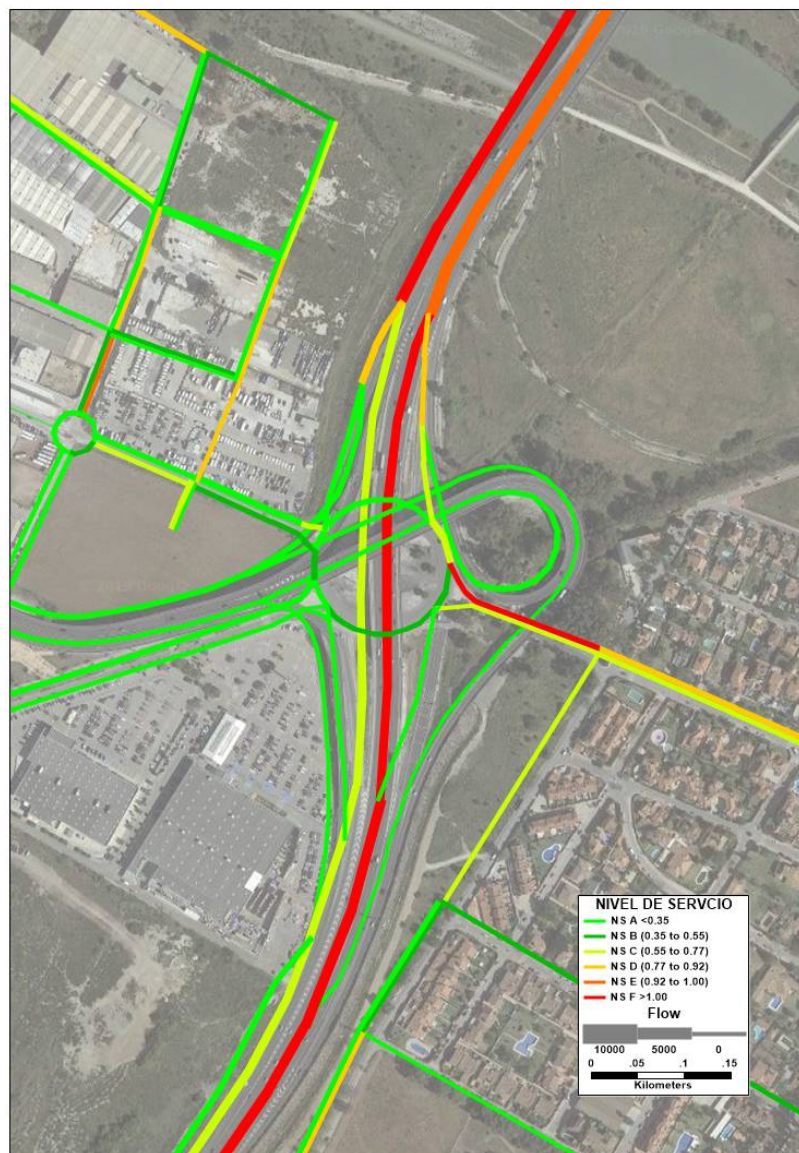 NIVEL DE SERVCIO
NS A <0.35
NS B (0.35 to 0.55)
NS C (0.55 to 0.77)
NS D (0.77 to 0.92)
NS E (0.92 to 1.00)
NS F >1.00
Flow
10000 5000 0
0 .05 .1 .15
Kilometers